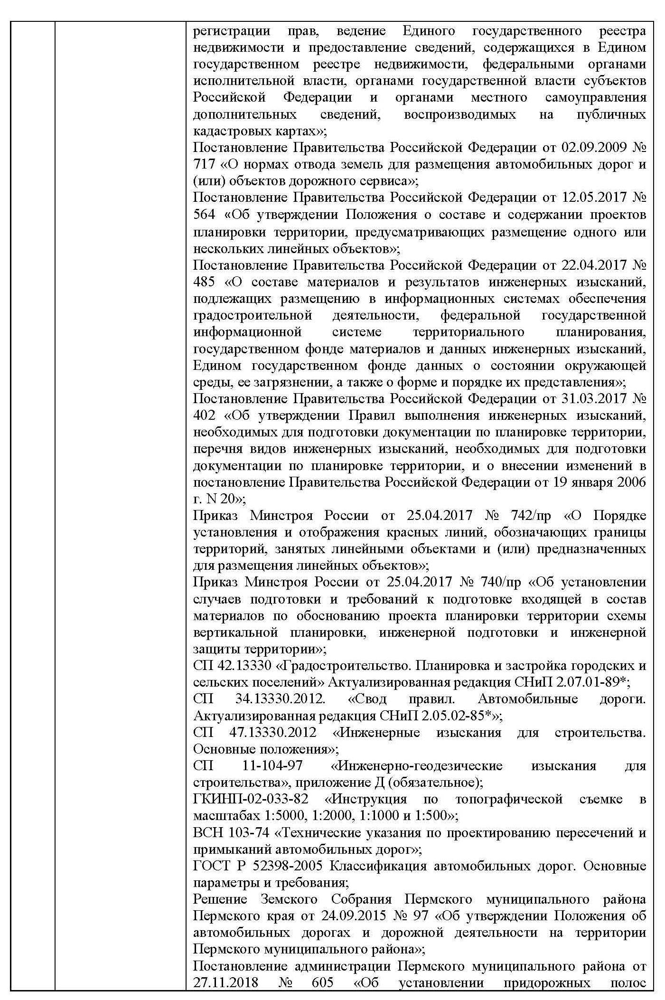 регистрации прав, ведение Единого государственного реестра
недвижимости и предоставление сведений, содержащихся в Едином
государственном реестре недвижимости, федеральными органами
исполнительной власти, органами государственной власти субъектов
Российской Федерации и органами местного самоуправления
дополнительных сведений, воспроизводимых на публичных
кадастровых картах»;
Постановление Правительства Российской Федерации от 02.09.2009 №
717 «О нормах отвода земель для размещения автомобильных дорог и
(или) объектов дорожного сервиса»;
Постановление Правительства Российской Федерации от 12.05.2017 №
564 «Об утверждении Положения о составе и содержании проектов
планировки территории, предусматривающих размещение одного или
нескольких линейных объектов»;
Постановление Правительства Российской Федерации от 22.04.2017 №
485 «О составе материалов и результатов инженерных изысканий,
подлежащих размещению в информационных системах обеспечения
градостроительной деятельности, федеральной государственной
информационной системе территориального планирования,
государственном фонде материалов и данных инженерных изысканий,
Едином государственном фонде данных о состоянии окружающей
среды, ее загрязнении, а также о форме и порядке их представления»;
Постановление Правительства Российской Федерации от 31.03.2017 №
402 «Об утверждении Правил выполнения инженерных изысканий,
необходимых для подготовки документации по планировке территории,
перечня видов инженерных изысканий, необходимых для подготовки
документации по планировке территории, и о внесении изменений в
постановление Правительства Российской Федерации от 19 января 2006
г. N 20»;
Приказ Минстроя России от 25.04.2017 № 742/пр «О Порядке
установления и отображения красных линий, обозначающих границы
территорий, занятых линейными объектами и (или) предназначенных
для размещения линейных объектов»;
Приказ Минстроя России от 25.04.2017 № 740/пр «Об установлении
случаев подготовки и требований к подготовке входящей в состав
материалов по обоснованию проекта планировки территории схемы
вертикальной планировки, инженерной подготовки и инженерной
защиты территории»;
СП 42.13330 «Градостроительство. Планировка и застройка городских и
сельских поселений» Актуализированная редакция СНиП 2.07.01-89*;
СП 34.13330.2012. «Свод правил. Автомобильные дороги.
Актуализированная редакция СНиП 2.05.02-85*»;
СП 47.13330.2012 «Инженерные изыскания для строительства.
Основные положения»;
СП 11-104-97 «Инженерно-геодезические изыскания для
строительства», приложение Д (обязательное);
ГКИНП-02-033-82 «Инструкция по топографической съемке в
масштабах 1:5000, 1:2000, 1:1000 и 1:500»;
ВСН 103-74 «Технические указания по проектированию пересечений и
примыканий автомобильных дорог»;
ГОСТ Р 52398-2005 Классификация автомобильных дорог. Основные
параметры и требования;
Решение Земского Собрания Пермского муниципального района
Пермского края от 24.09.2015 № 97 «Об утверждении Положения об
автомобильных дорогах и дорожной деятельности на территории
Пермского муниципального района»;
Постановление администрации Пермского муниципального района от
27.11.2018 № 605 «Об установлении придорожных полос